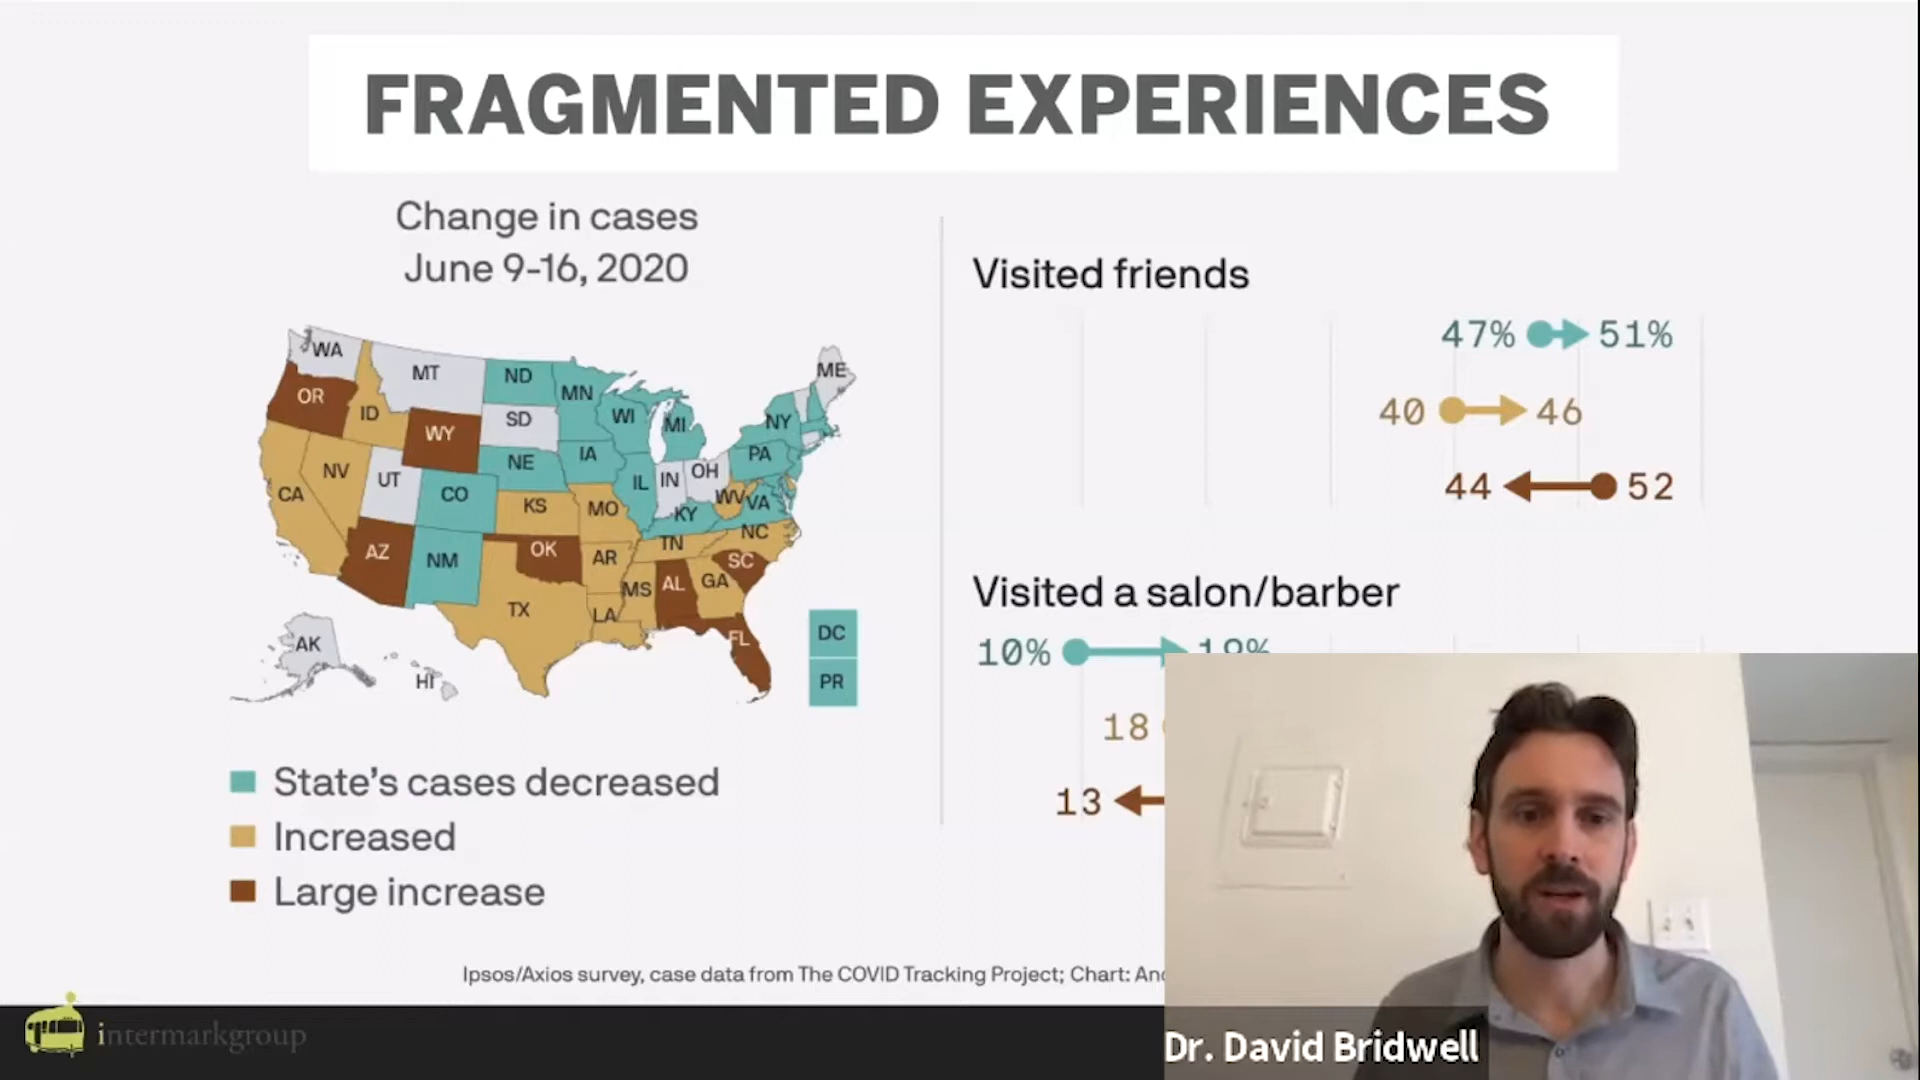 FRAGMENTED EXPERIENCES
Change in cases
June 9-16, 2020
WA
OR
ID
MT
WY
ND
SD
MN
WI
MI
NY
ME
NV
CA
UT
CO
NE
IA
IL
IN
OH
PA
WV
VA
KY
KS
MO
AZ
NM
OK
AR
TN
NC
SC
TX
LA
MS
AL
GA
FL
AK
HI
DC
PR
State's cases decreased
Increased
Large increase
Visited friends
47% 51%
40 46
44 52
Visited a salon/barber
10% 19%
18
13
Ipsos/Axios survey, case data from The COVID Tracking Project; Chart:
intermarkgroup
Dr. David Bridwell